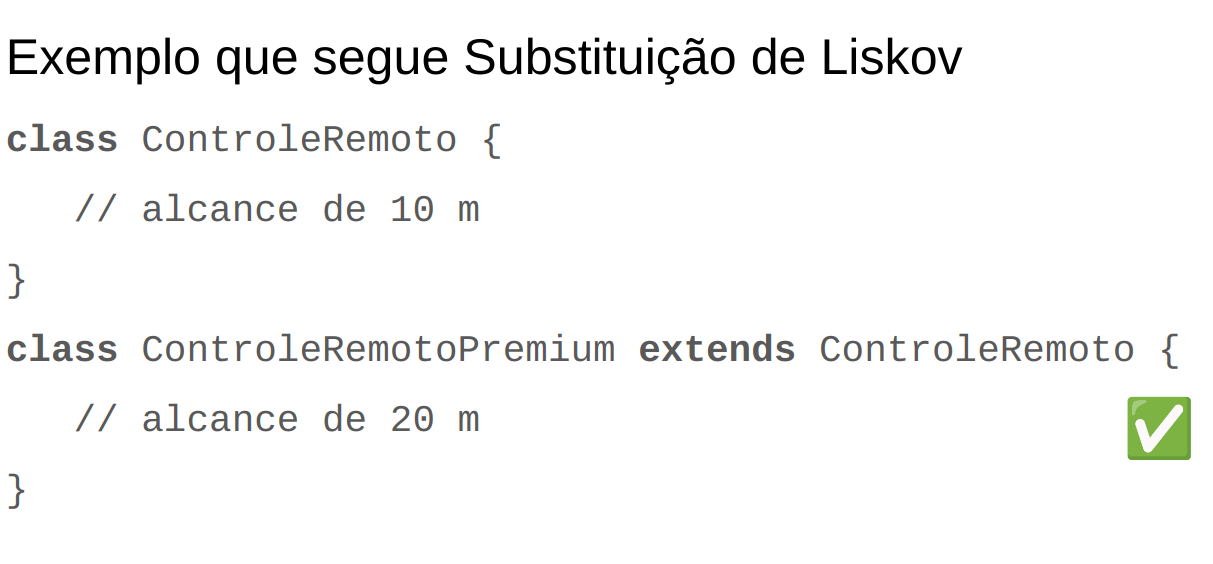 Exemplo que segue Substituição de Liskov
class ControleRemoto {
// alcance de 10 m
}
class ControleRemotoPremium extends ControleRemoto {
// alcance de 20 m
}